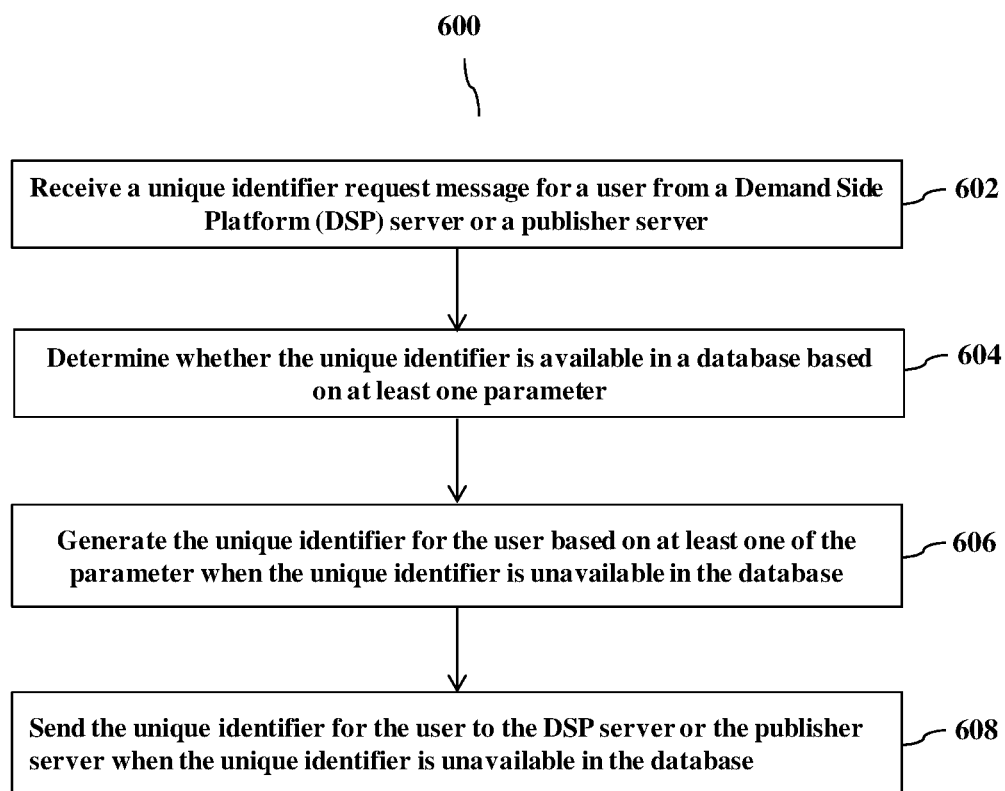 600
Receive a unique identifier request message for a user from a Demand Side
Platform (DSP) server or a publisher server
602
Determine whether the unique identifier is available in a database based
on at least one parameter
604
Generate the unique identifier for the user based on at least one of the
parameter when the unique identifier is unavailable in the database
606
Send the unique identifier for the user to the DSP server or the publisher
server when the unique identifier is unavailable in the database
608